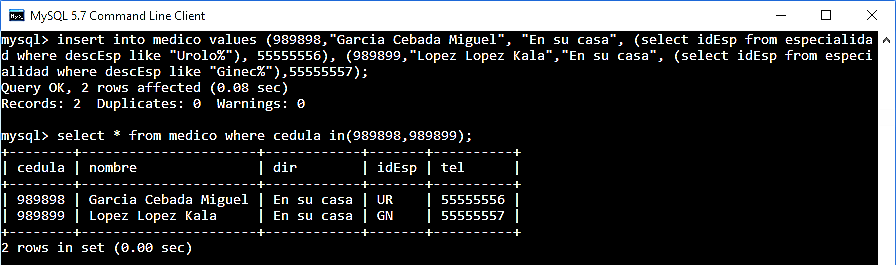 MySQL 5.7 Command Line Client
mysql> insert into medico values (989898,"Garcia Cebada Miguel", "En su casa", (select idEsp from especialida
d where descEsp like "Urolo%"), 55555556), (989899,"Lopez Lopez Kala","En su casa", (select idEsp from especi
alidad where descEsp like "Ginec%"),55555557);
Query OK, 2 rows affected (0.08 sec)
Records: 2  Duplicates: 0  Warnings: 0
mysql> select * from medico where cedula in(989898,989899);
+--------+----------------------+------------+-------+----------+
| cedula | nombre               | dir        | idEsp | tel      |
+--------+----------------------+------------+-------+----------+
| 989898 | Garcia Cebada Miguel | En su casa | UR    | 55555556 |
| 989899 | Lopez Lopez Kala     | En su casa | GN    | 55555557 |
+--------+----------------------+------------+-------+----------+
2 rows in set (0.00 sec)